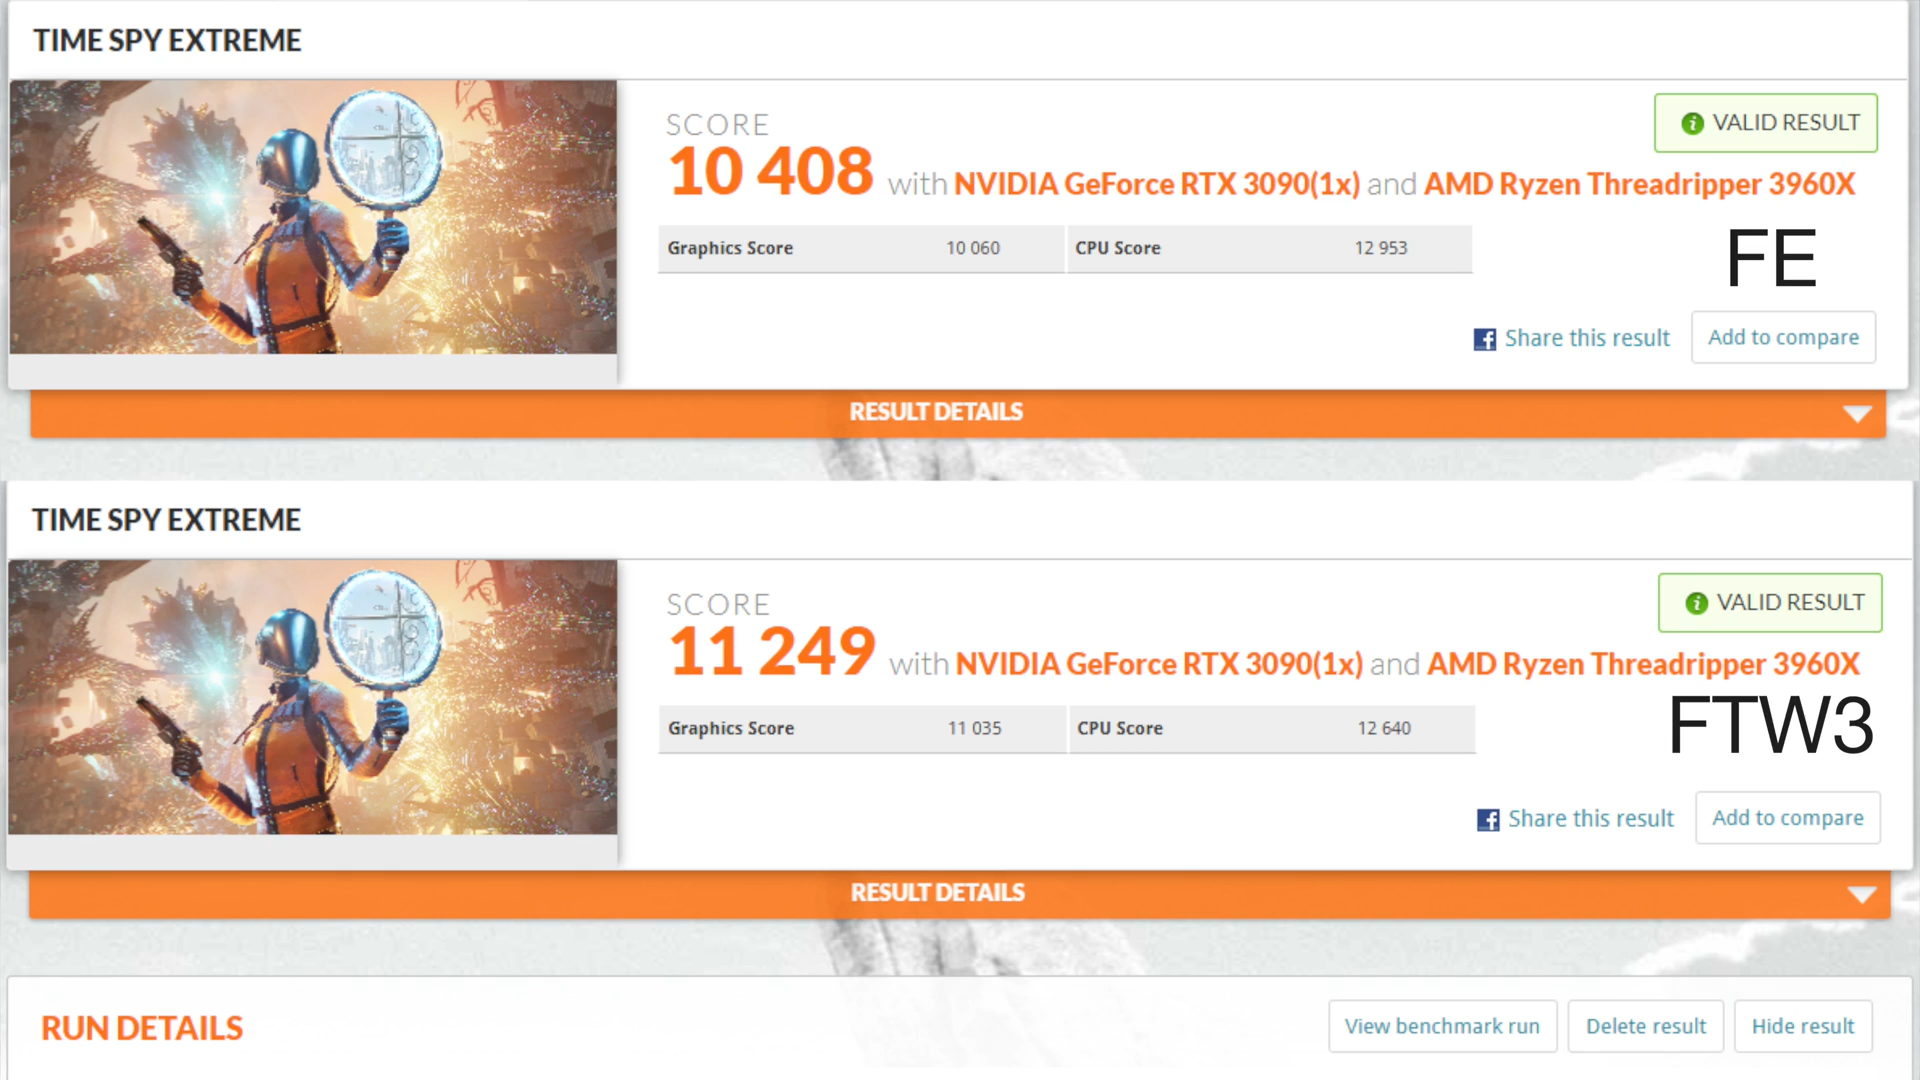 TIME SPY EXTREME
SCORE
VALID RESULT
10 408 with NVIDIA GeForce RTX 3090(1x) and AMD Ryzen Threadripper 3960X
Graphics Score 10 060 CPU Score 12 953
FE
Share this result Add to compare
RESULT DETAILS
TIME SPY EXTREME
SCORE
VALID RESULT
11 249 with NVIDIA GeForce RTX 3090(1x) and AMD Ryzen Threadripper 3960X
Graphics Score 11 035 CPU Score 12 640
FTW3
Share this result Add to compare
RESULT DETAILS
RUN DETAILS View benchmark run Delete result Hide result